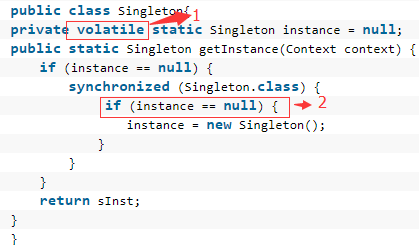 public class Singleton{ 1
private volatile static Singleton instance = null;
public static Singleton getInstance(Context context) {
if (instance == null) {
synchronized (Singleton.class) {
if (instance == null) { 2
instance = new Singleton();
}
}
}
return sInst;
}
}